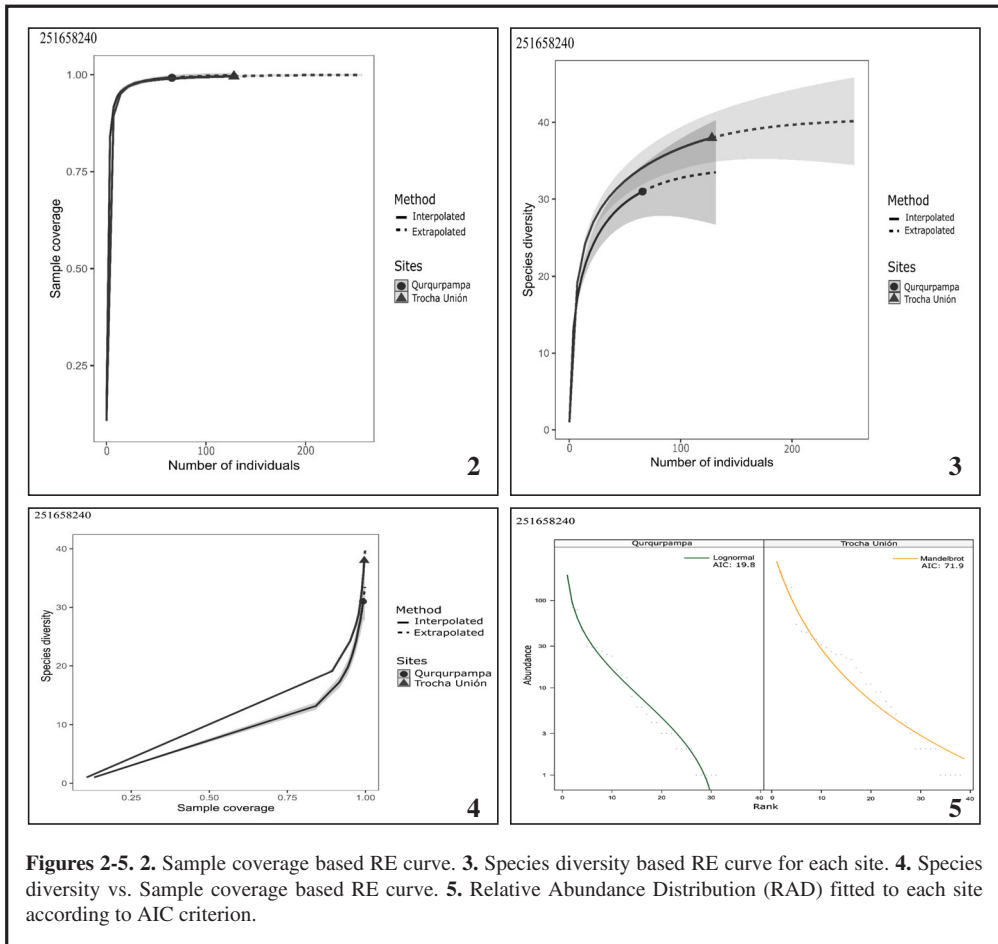 251658240
1.00
0.75
0.50
0.25
Sample coverage
0
100
200
Number of individuals
Method
Interpolated
Extrapolated
Sites
Qurqurpampa
Trocha Unión
2
251658240
40
30
20
10
0
Species diversity
0
100
200
Number of individuals
Method
Interpolated
Extrapolated
Sites
Qurqurpampa
Trocha Unión
3
251658240
40
30
20
10
0
Species diversity
0.25
0.50
0.75
1.00
Sample coverage
Method
Interpolated
Extrapolated
Sites
Qurqurpampa
Trocha Unión
4
251658240
Qurqurpampa
Trocha Unión
Lognormal
AIC: 19.8
Mandelbrot
AIC: 71.9
100
30
10
3
1
Abundance
0
10
20
30
40
0
10
20
30
40
Rank
5
Figures 2-5. 2. Sample coverage based RE curve. 3. Species diversity based RE curve for each site. 4. Species
diversity vs. Sample coverage based RE curve. 5. Relative Abundance Distribution (RAD) fitted to each site
according to AIC criterion.